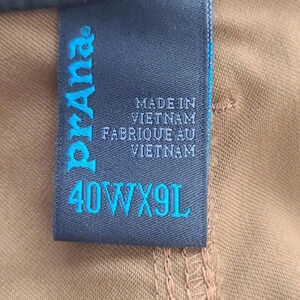 prAna®
MADE IN
VIETNAM
FABRIQUE AU
VIETNAM
40WX9L